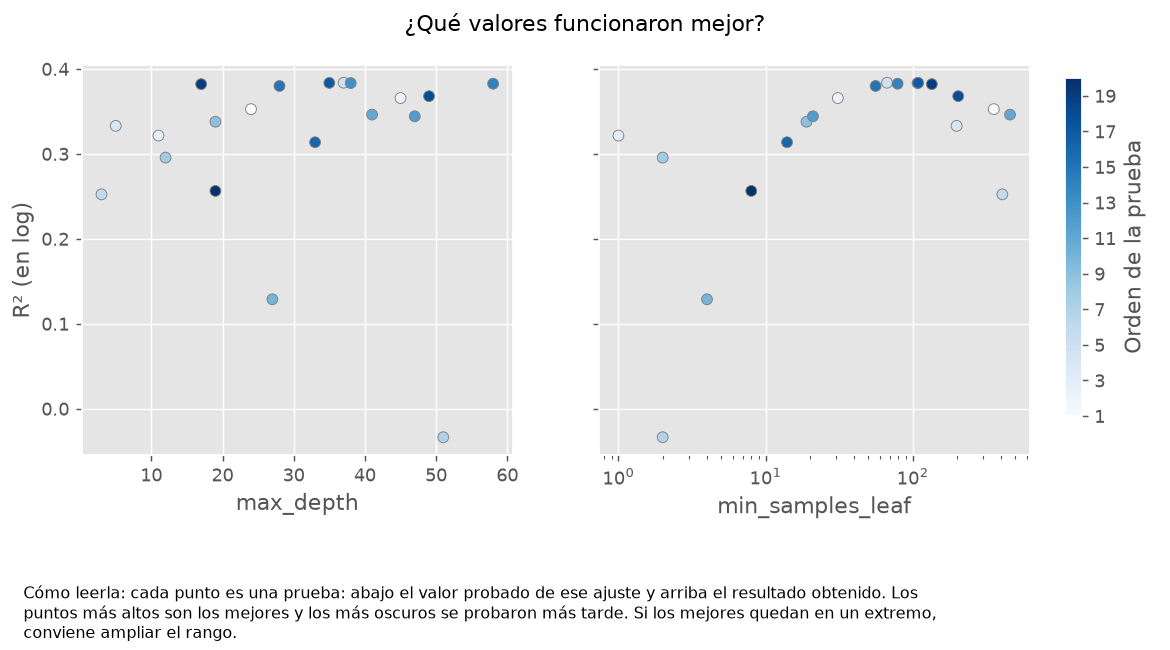 ¿Qué valores funcionaron mejor?
R² (en log)
0.4
0.3
0.2
0.1
0.0
10 20 30 40 50 60
max_depth
10⁰ 10¹ 10²
min_samples_leaf
19
17
15
13
11
9
7
5
3
1
Orden de la prueba
Cómo leerla: cada punto es una prueba: abajo el valor probado de ese ajuste y arriba el resultado obtenido. Los
puntos más altos son los mejores y los más oscuros se probaron más tarde. Si los mejores quedan en un extremo,
conviene ampliar el rango.